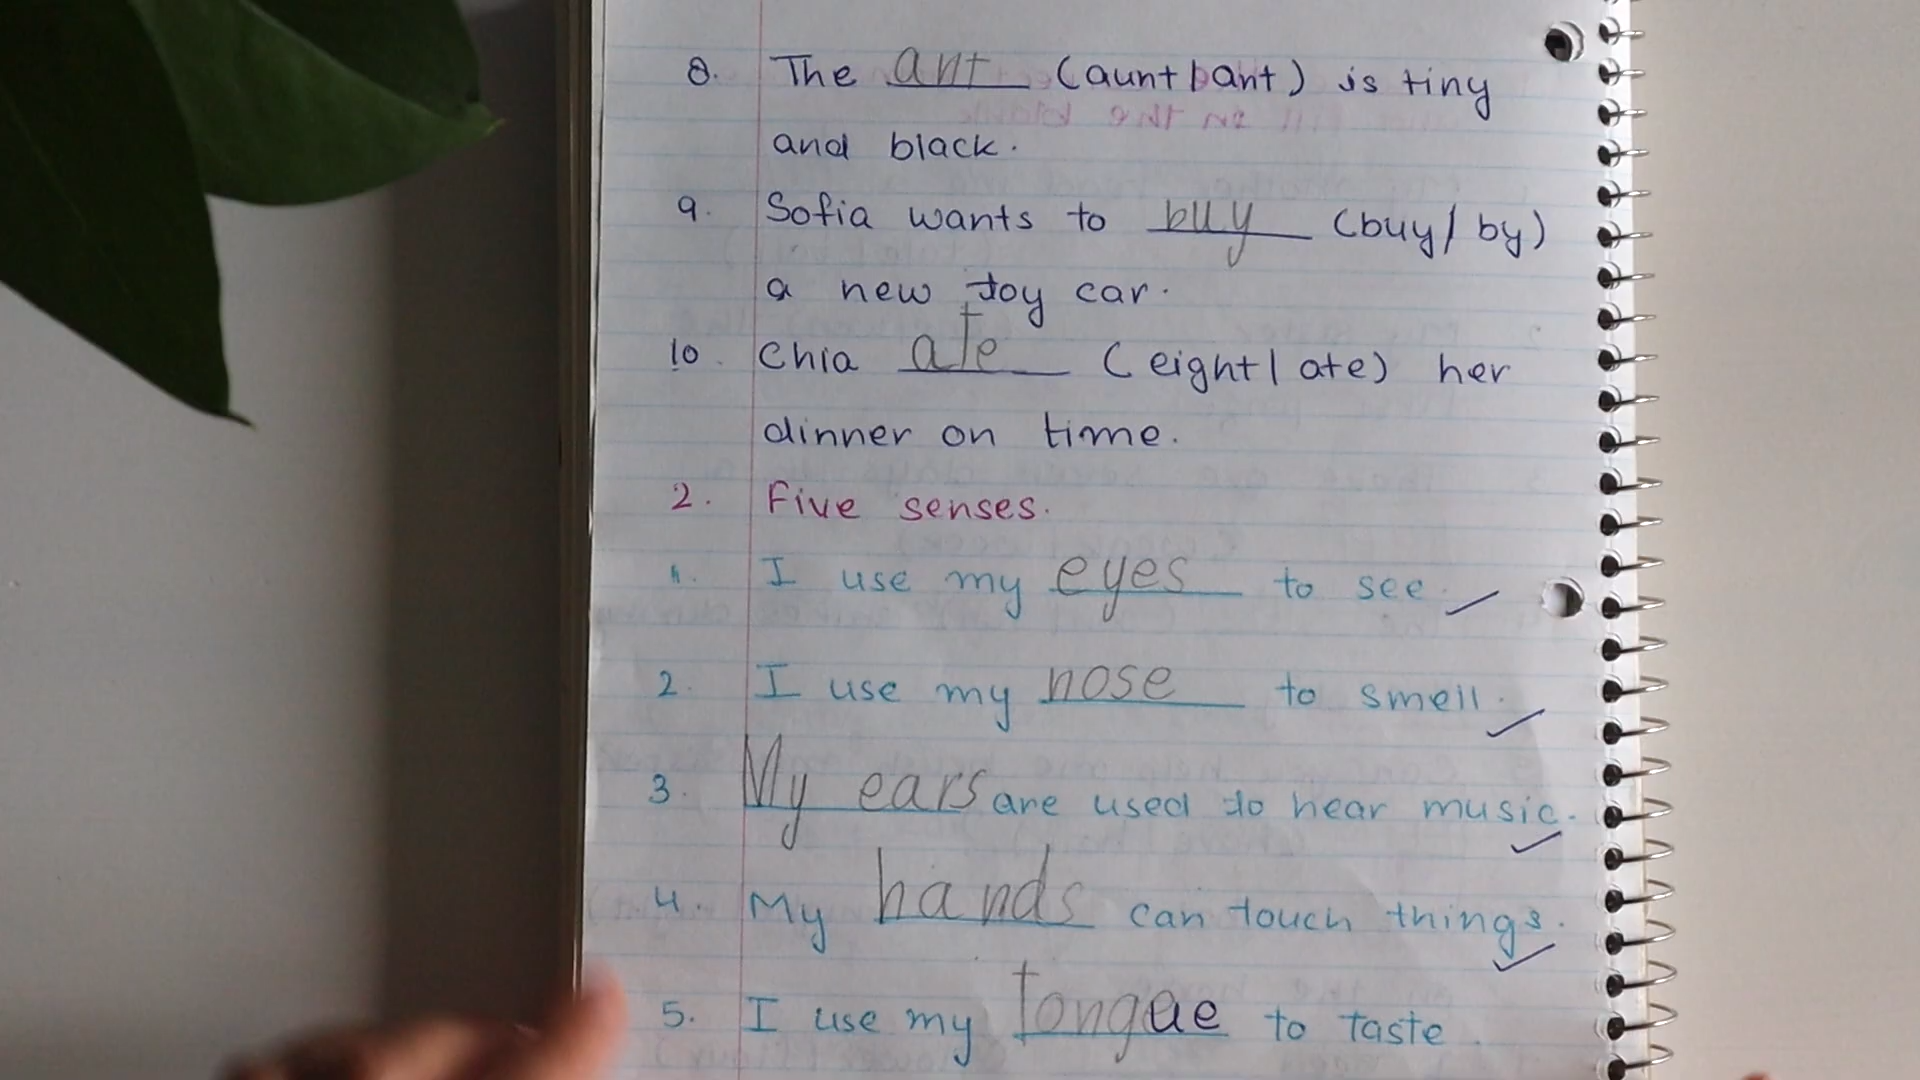 8. The ant (aunt/ant) is tiny
and black.
9. Sofia wants to buy (buy/by)
a new toy car.
10. Chia ate (eight/ate) her
dinner on time.
2. Five senses.
1. I use my eyes to see.
2. I use my nose to smell.
3. My ears are used to hear music.
4. My hands can touch things.
5. I use my tongue to taste.